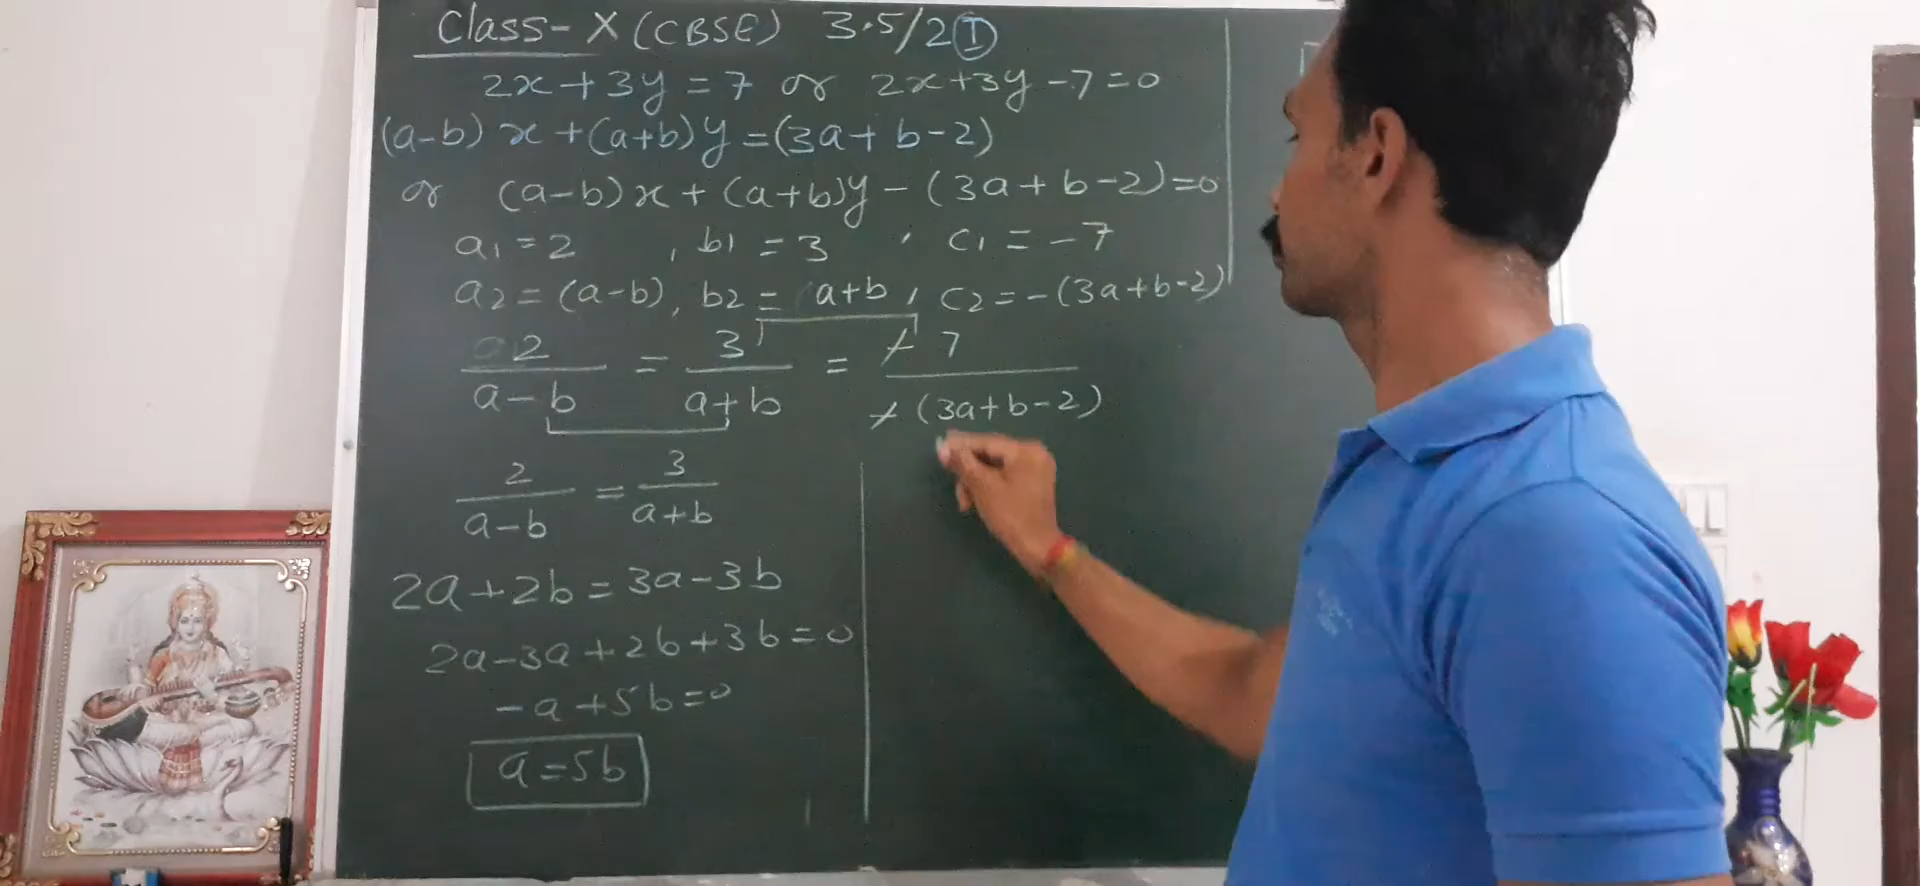 Class-X (CBSE) 3.5/2 (I)
2x+3y=7 or 2x+3y-7=0
(a-b)x+(a+b)y=(3a+b-2)
or (a-b)x+(a+b)y-(3a+b-2)=0
a1=2, b1=3, c1=-7
a2=(a-b), b2=a+b, c2=-(3a+b-2)
2/a-b = 3/a+b = -7/-(3a+b-2)
2/a-b = 3/a+b
2a+2b=3a-3b
2a-3a+2b+3b=0
-a+5b=0
a=5b